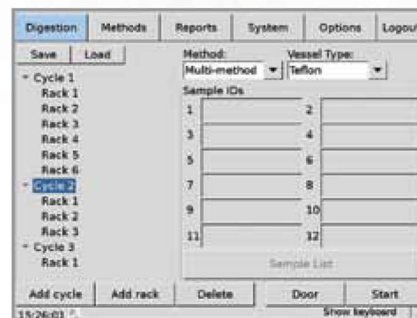 Digestion Methods Reports System Options Logout
Save Load
Method: Vessel Type:
Multi-method Teflon
Sample IDs
Cycle 1
Rack 1
Rack 2
Rack 3
Rack 4
Rack 5
Rack 6
Cycle 2
Rack 1
Rack 2
Rack 3
Cycle 3
Rack 1
1 2
3 4
5 6
7 8
9 10
11 12
Sample List
Add cycle Add rack Delete Door Start
15:26:01 Show keyboard